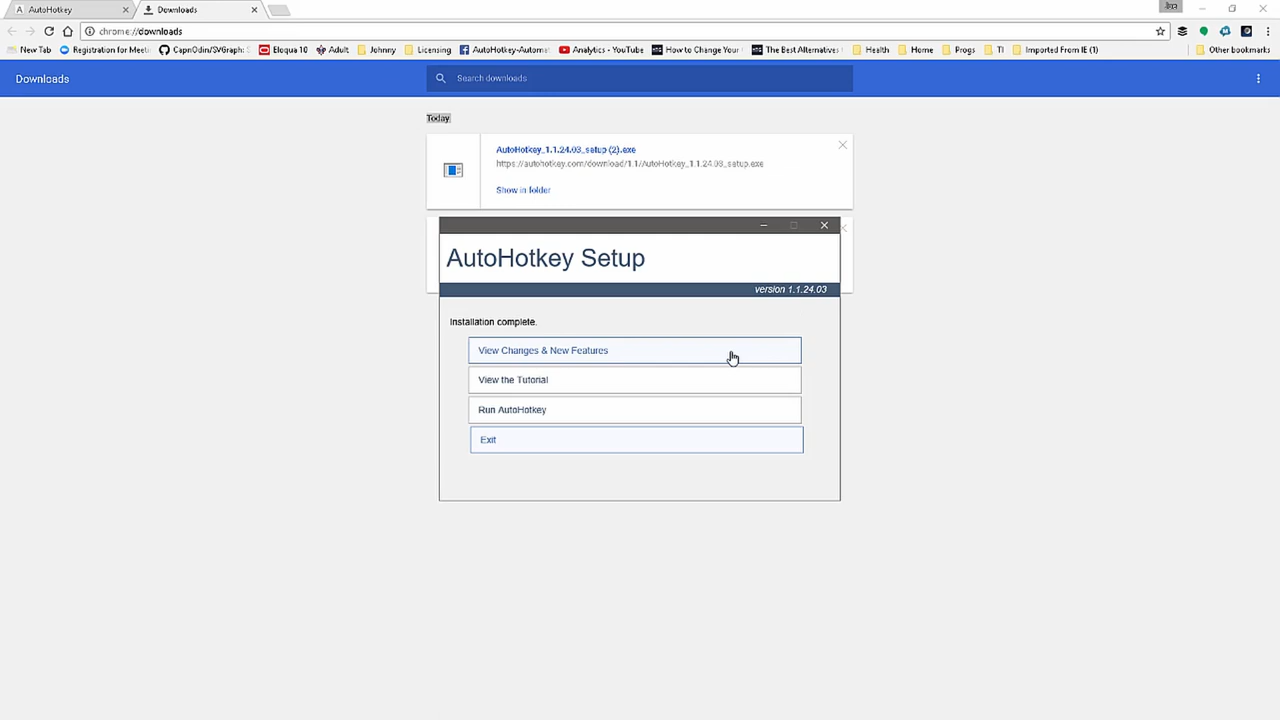 AutoHotkey
Downloads
chrome://downloads
New Tab
Registration for Meeti
CapnOdin/SVGraph:
Eloqua 10
Adult
Johnny
Licensing
AutoHotkey-Automat
Analytics - YouTube
How to Change Your
The Best Alternatives
Health
Home
Progs
TI
Imported From IE (1)
Other bookmarks
Downloads
Search downloads
Today
AutoHotkey_1.1.24.03_setup (2).exe
https://autohotkey.com/download/1.1/AutoHotkey_1.1.24.03_setup.exe
Show in folder
AutoHotkey Setup
version 1.1.24.03
Installation complete.
View Changes & New Features
View the Tutorial
Run AutoHotkey
Exit